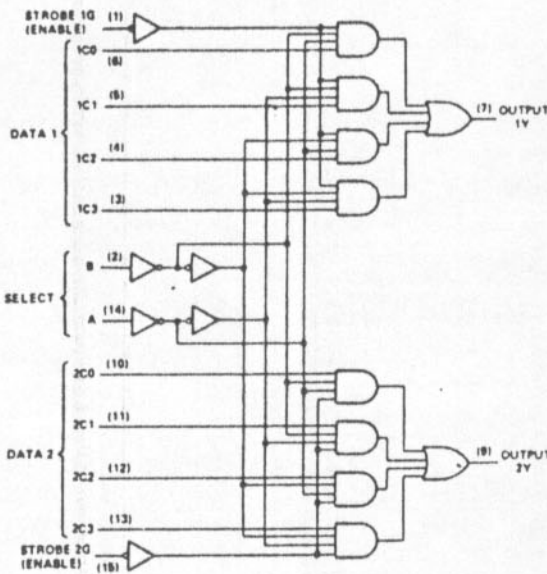 STROBE 1G (1)
(ENABLE)
1C0
(6)
1C1 (5)
DATA 1
1C2 (4)
1C3 (3)
(7) OUTPUT
1Y
B (2)
SELECT
A (14)
2C0 (10)
2C1 (11)
DATA 2
2C2 (12)
2C3 (13)
(9) OUTPUT
2Y
STROBE 2G
(ENABLE) (15)